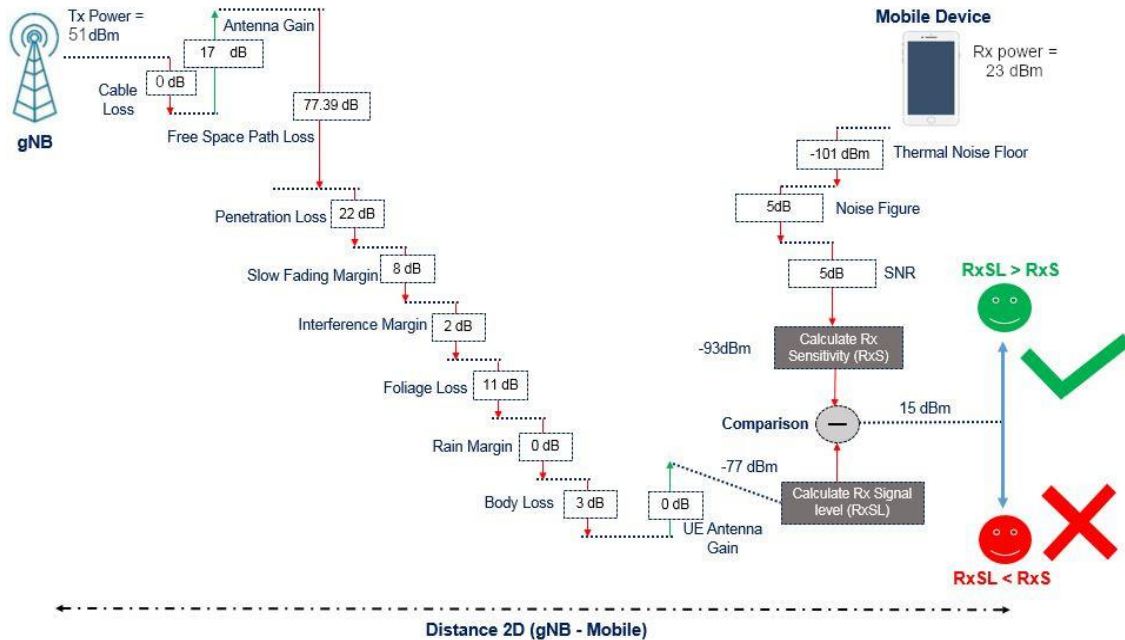 Tx Power =
51dBm
Antenna Gain
17 dB
0 dB
Cable
Loss
gNB
77.39 dB
Free Space Path Loss
Penetration Loss
22 dB
Slow Fading Margin
8 dB
Interference Margin
2 dB
Foliage Loss
11 dB
Rain Margin
0 dB
Body Loss
3 dB
0 dB
UE Antenna
Gain
Mobile Device
Rx power =
23 dBm
-101 dBm
Thermal Noise Floor
5dB
Noise Figure
5dB
SNR
-93dBm
Calculate Rx
Sensitivity (RxS)
Comparison
15 dBm
-77 dBm
Calculate Rx Signal
level (RxSL)
RxSL > RxS
RxSL < RxS
Distance 2D (gNB - Mobile)